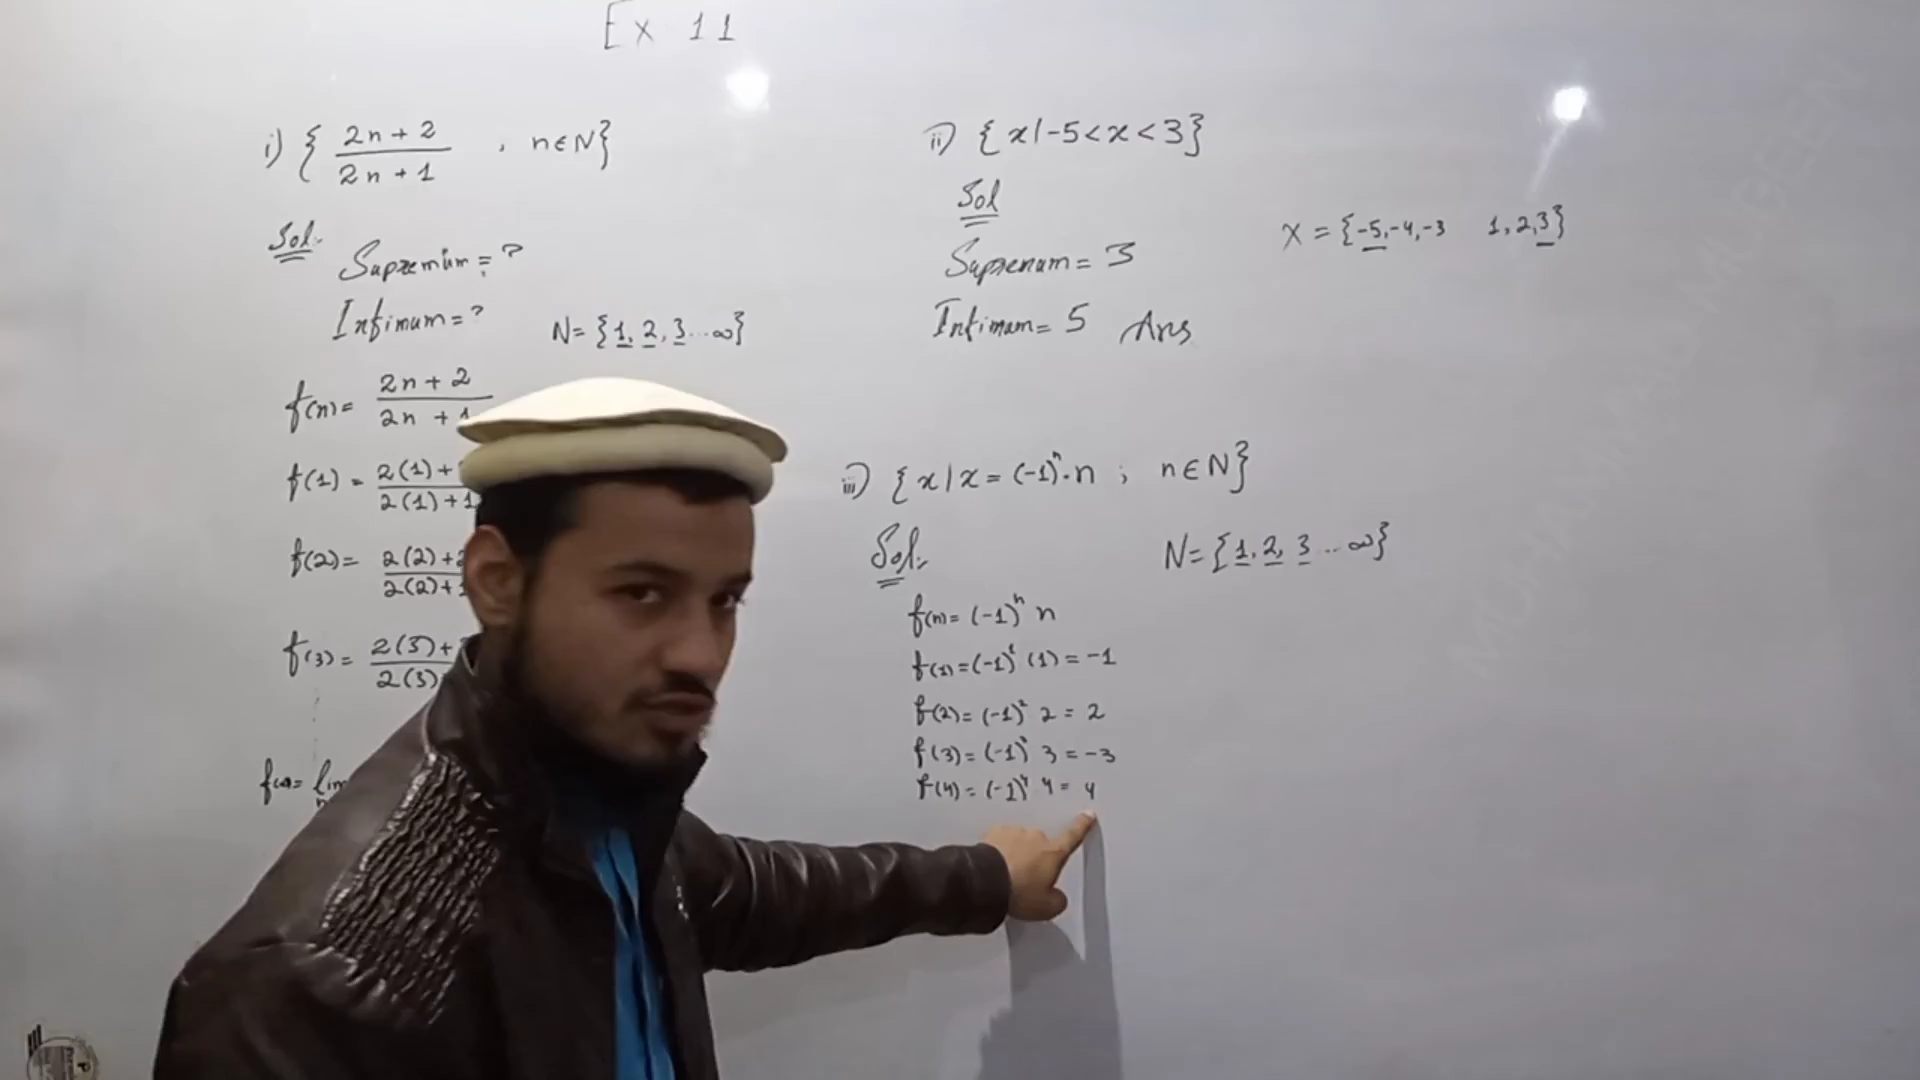 Ex 11
i) { 2n + 2 / 2n + 1 , n ∈ N}
Sol:
Supremum = ?
Infimum = ?
N = {1, 2, 3 ... ∞}
f(n) = 2n + 2 / 2n + 1
f(1) = 2(1) + / 2(1) + 1
f(2) = 2(2) + 2 / 2(2) + 1
f(3) = 2(3) + / 2(3)
lim
ii) {x | -5 < x < 3}
Sol
Supremum = 3
Infimum = 5 Ans
X = {-5, -4, -3 1, 2, 3}
iii) {x | x = (-1)ⁿ . n ; n ∈ N}
Sol:
N = {1, 2, 3 ... ∞}
f(n) = (-1)ⁿ n
f(1) = (-1)¹ (1) = -1
f(2) = (-1)² 2 = 2
f(3) = (-1)³ 3 = -3
f(4) = (-1)⁴ 4 = 4